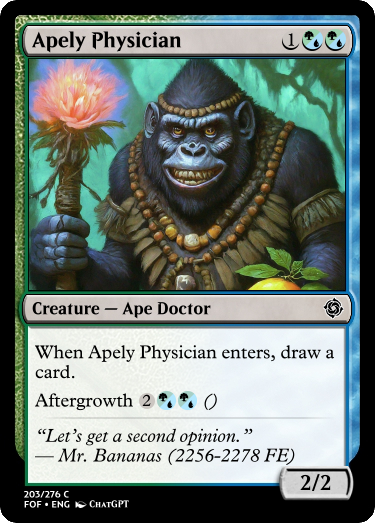 Apely Physician 1
Creature — Ape Doctor
When Apely Physician enters, draw a
card.
Aftergrowth 2 ()
“Let's get a second opinion.”
— Mr. Bananas (2256-2278 FE)
2/2
203/276 C
FOF • ENG ChatGPT